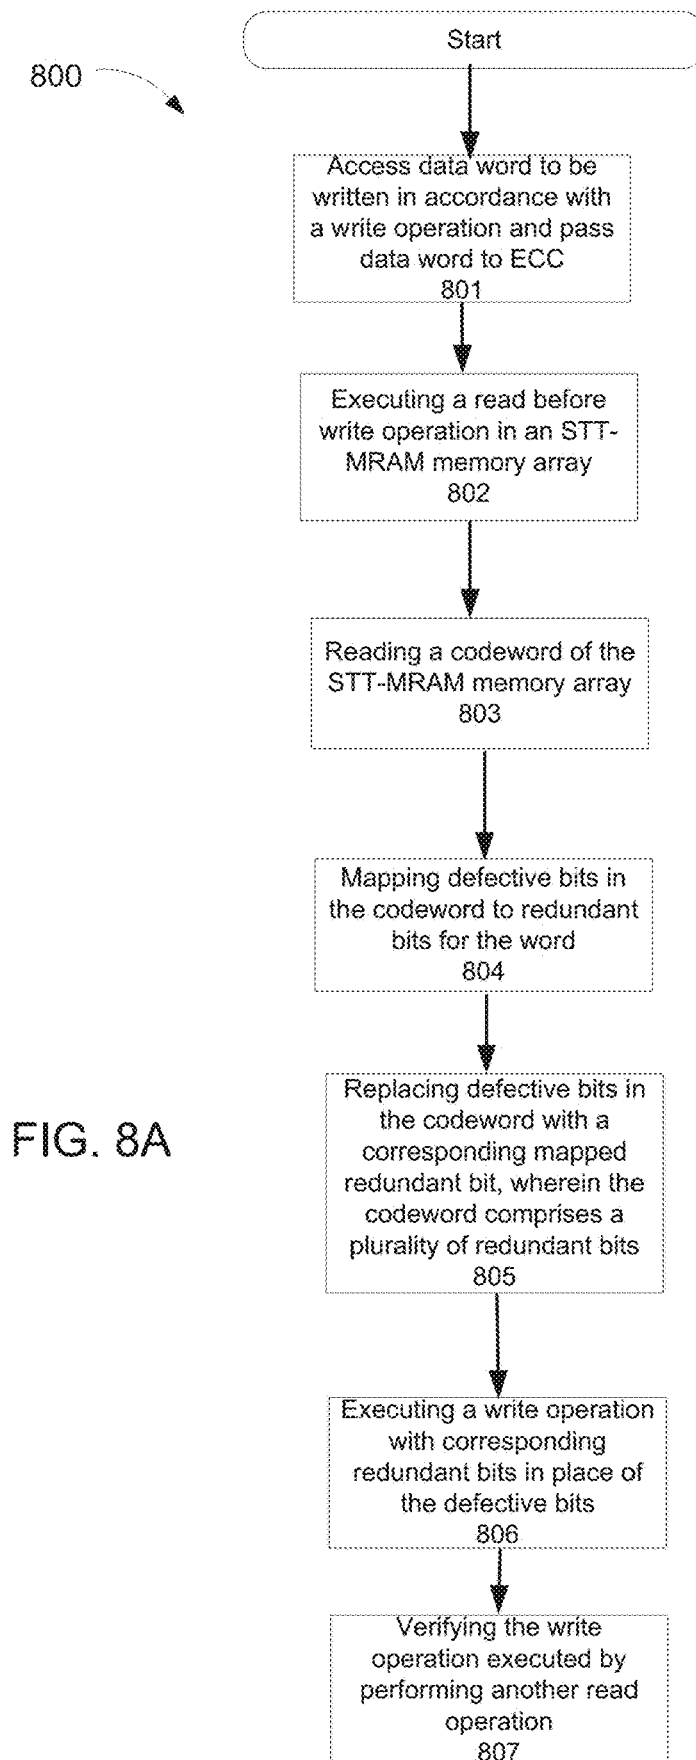 Start
800
Access data word to be
written in accordance with
a write operation and pass
data word to ECC
801
Executing a read before
write operation in an STT-
MRAM memory array
802
Reading a codeword of the
STT-MRAM memory array
803
Mapping defective bits in
the codeword to redundant
bits for the word
804
Replacing defective bits in
the codeword with a
corresponding mapped
redundant bit, wherein the
codeword comprises a
plurality of redundant bits
805
FIG. 8A
Executing a write operation
with corresponding
redundant bits in place of
the defective bits
806
Verifying the write
operation executed by
performing another read
operation
807